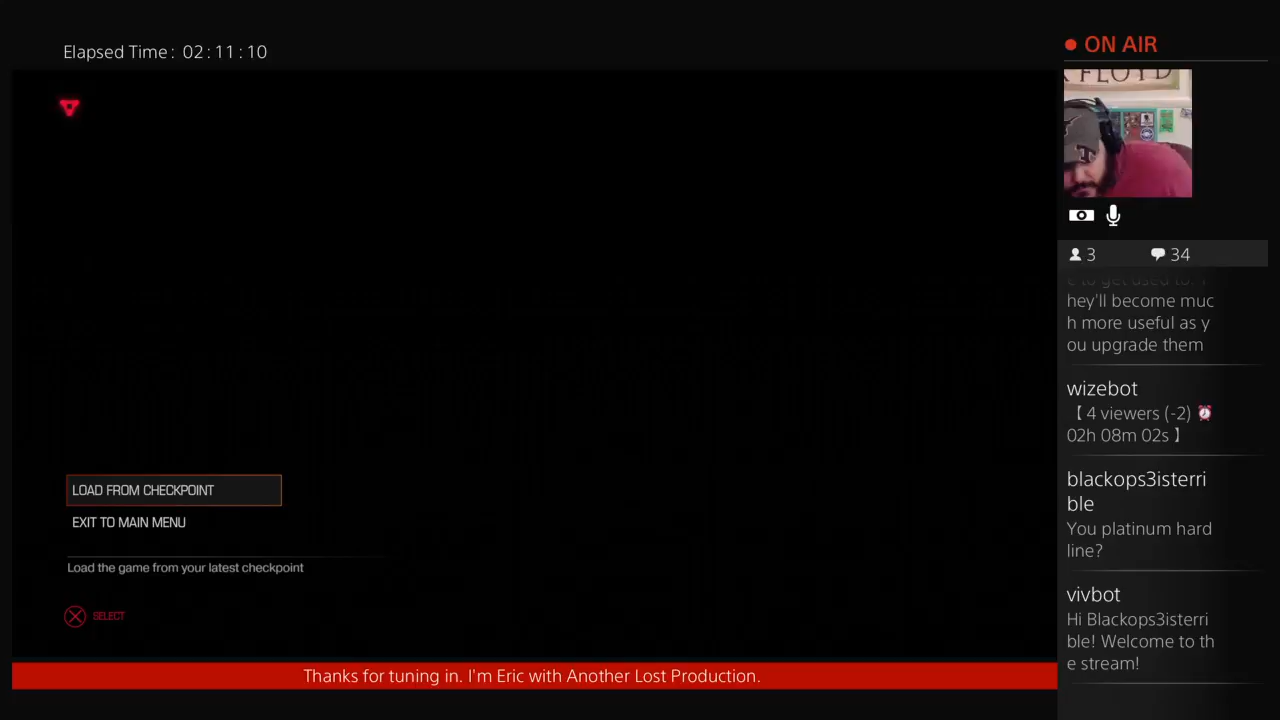 Elapsed Time: 02:11:10
ON AIR
K FLOYD
3
34
hey'll become muc
h more useful as y
ou upgrade them
wizebot
【 4 viewers (-2) ⏰
02h 08m 02s 】
blackops3isterri
ble
You platinum hard
line?
vivbot
Hi Blackops3isterri
ble! Welcome to th
e stream!
LOAD FROM CHECKPOINT
EXIT TO MAIN MENU
Load the game from your latest checkpoint
SELECT
Thanks for tuning in. I'm Eric with Another Lost Production.